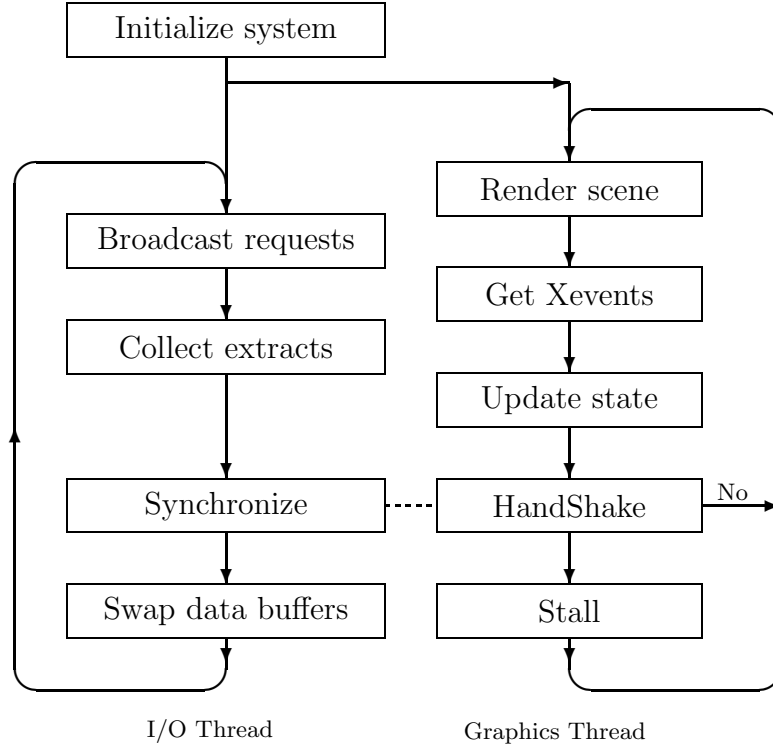 Initialize system
Broadcast requests
Collect extracts
Synchronize
Swap data buffers
I/O Thread
Render scene
Get Xevents
Update state
HandShake
No
Stall
Graphics Thread